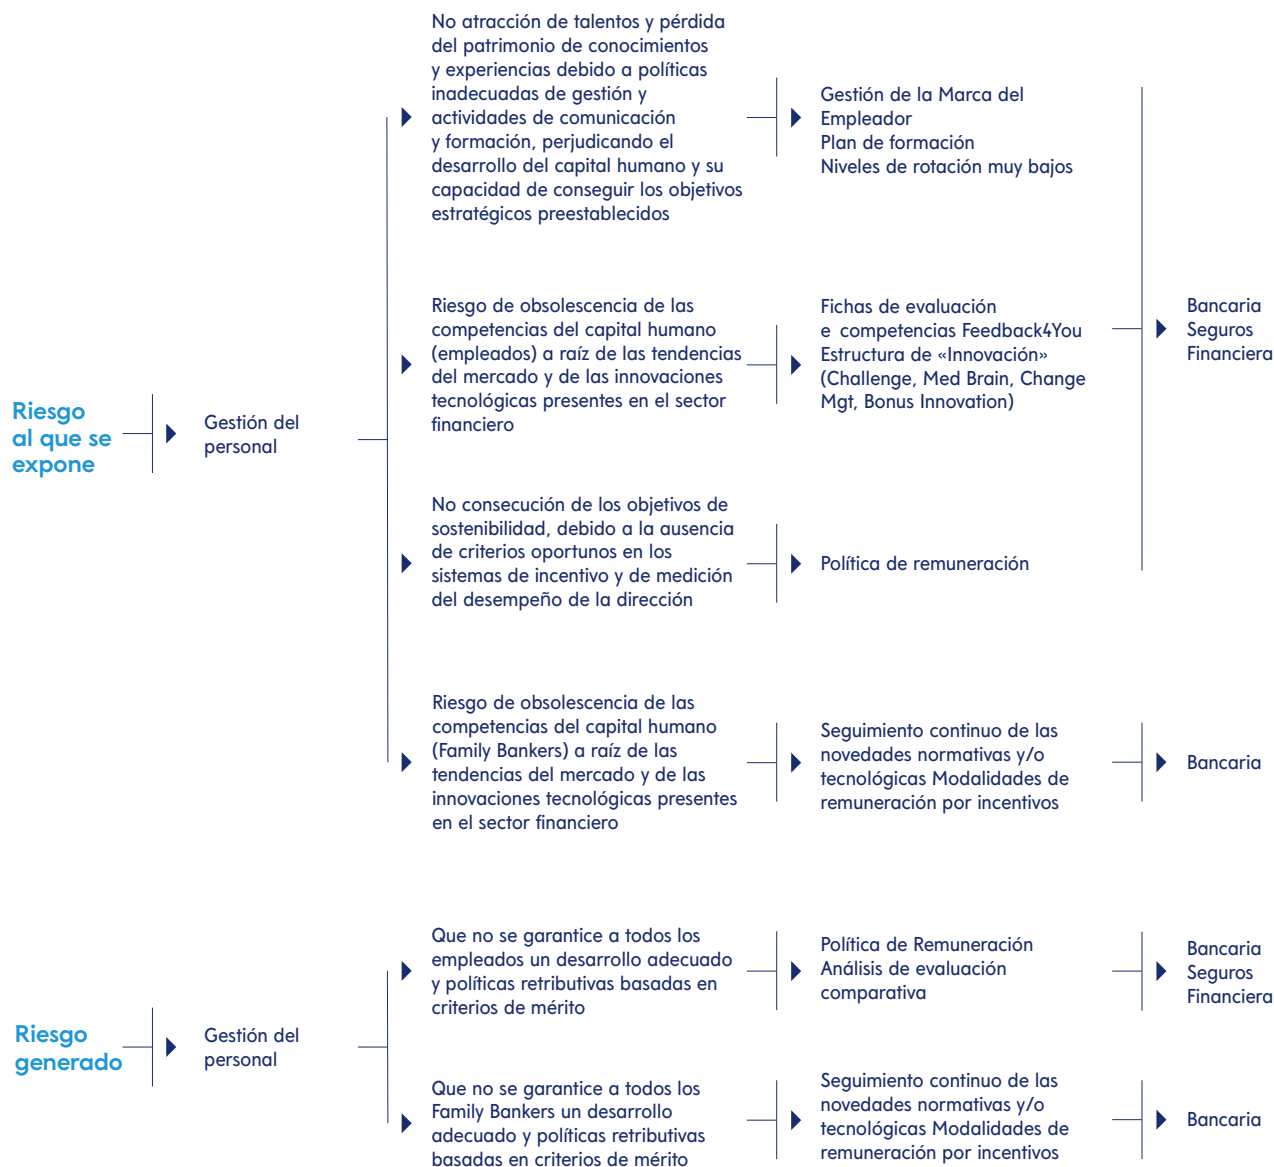 Riesgo
al que se
expone
Gestión del
personal
No atracción de talentos y pérdida
del patrimonio de conocimientos
y experiencias debido a políticas
inadecuadas de gestión y
actividades de comunicación
y formación, perjudicando el
desarrollo del capital humano y su
capacidad de conseguir los objetivos
estratégicos preestablecidos
Gestión de la Marca del
Empleador
Plan de formación
Niveles de rotación muy bajos
Riesgo de obsolescencia de las
competencias del capital humano
(empleados) a raíz de las tendencias
del mercado y de las innovaciones
tecnológicas presentes en el sector
financiero
Fichas de evaluación
e competencias Feedback4You
Estructura de «Innovación»
(Challenge, Med Brain, Change
Mgt, Bonus Innovation)
No consecución de los objetivos de
sostenibilidad, debido a la ausencia
de criterios oportunos en los
sistemas de incentivo y de medición
del desempeño de la dirección
Política de remuneración
Bancaria
Seguros
Financiera
Riesgo de obsolescencia de las
competencias del capital humano
(Family Bankers) a raíz de las
tendencias del mercado y de las
innovaciones tecnológicas presentes
en el sector financiero
Seguimiento continuo de las
novedades normativas y/o
tecnológicas Modalidades de
remuneración por incentivos
Bancaria
Riesgo
generado
Gestión del
personal
Que no se garantice a todos los
empleados un desarrollo adecuado
y políticas retributivas basadas en
criterios de mérito
Política de Remuneración
Análisis de evaluación
comparativa
Bancaria
Seguros
Financiera
Que no se garantice a todos los
Family Bankers un desarrollo
adecuado y políticas retributivas
basadas en criterios de mérito
Seguimiento continuo de las
novedades normativas y/o
tecnológicas Modalidades de
remuneración por incentivos
Bancaria